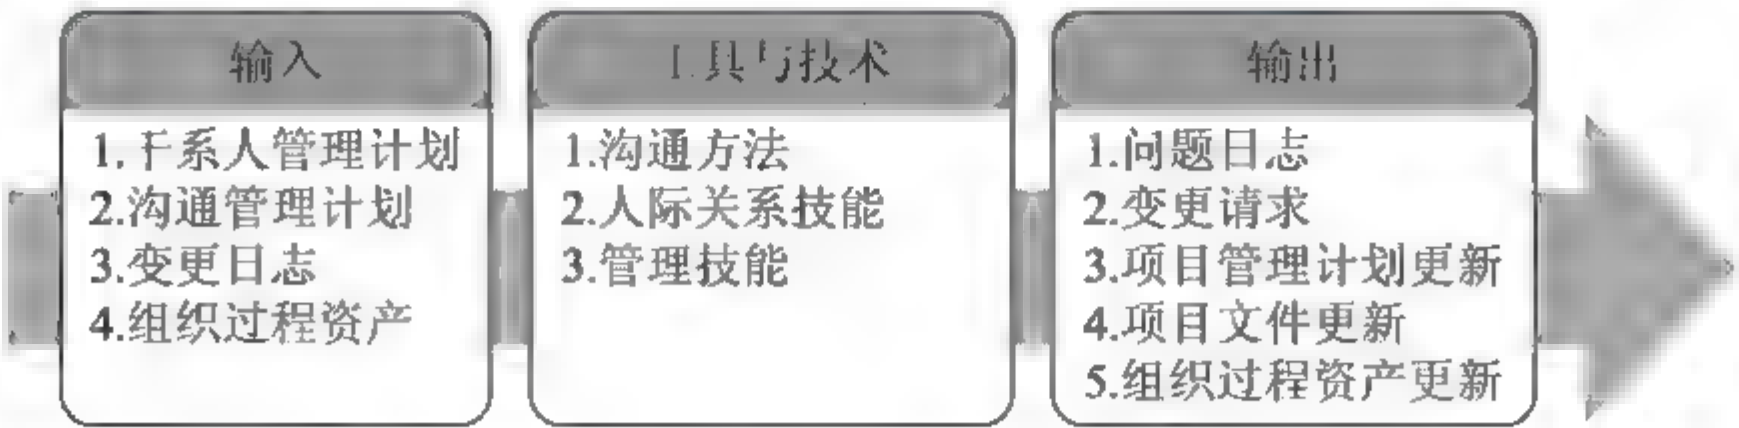 输入
1.干系人管理计划
2.沟通管理计划
3.变更日志
4.组织过程资产
工具与技术
1.沟通方法
2.人际关系技能
3.管理技能
输出
1.问题日志
2.变更请求
3.项目管理计划更新
4.项目文件更新
5.组织过程资产更新